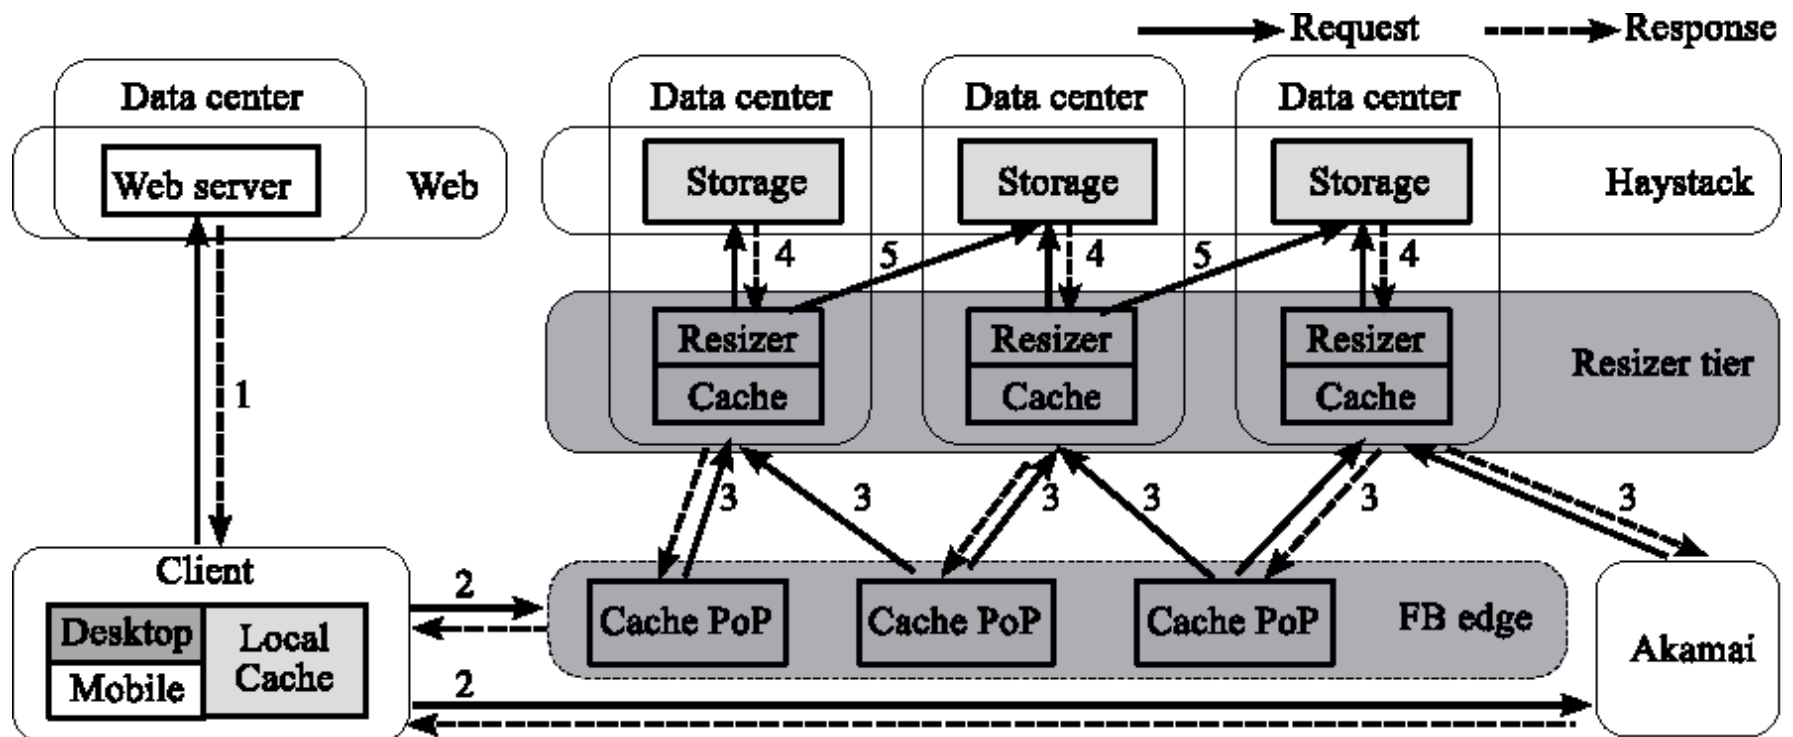 Request
Response
Data center
Data center
Data center
Data center
Web server
Web
Storage
Storage
Storage
Haystack
4
5
4
5
4
Resizer
Resizer
Resizer
Resizer tier
Cache
Cache
Cache
1
3
3
3
3
3
3
Client
2
Desktop
Mobile
Local
Cache
Cache PoP
Cache PoP
Cache PoP
FB edge
Akamai
2